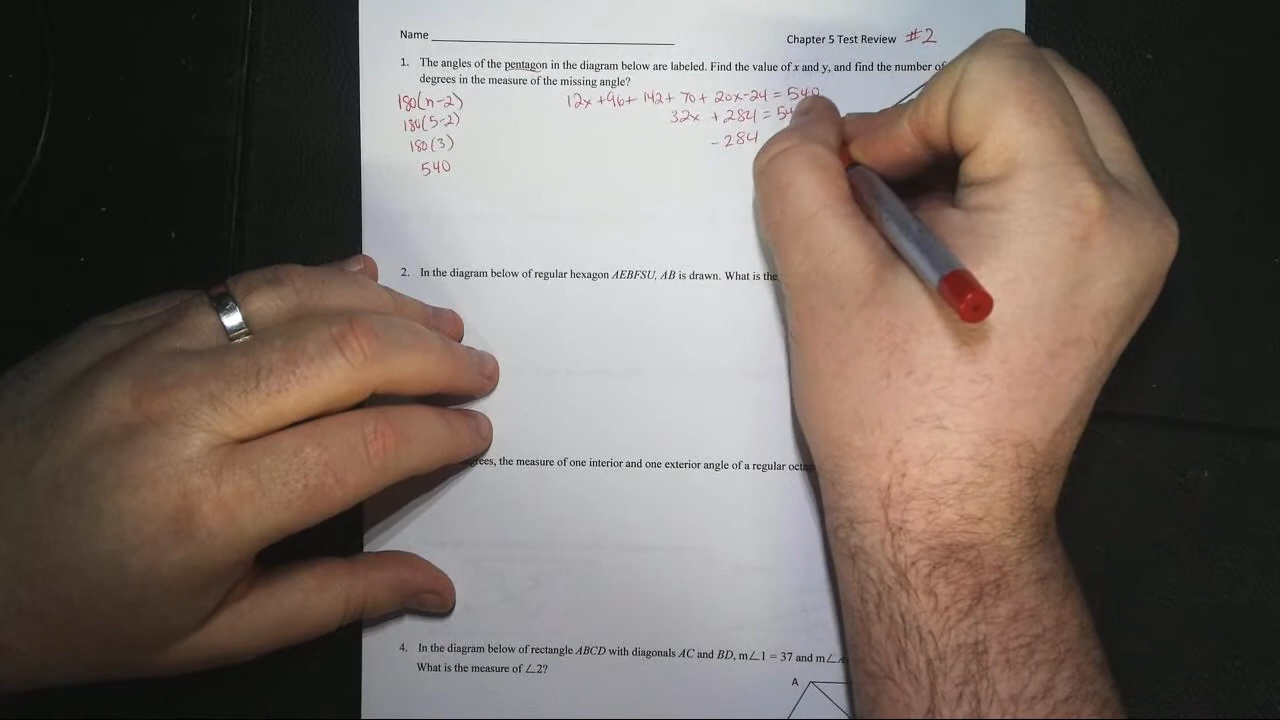 Name
Chapter 5 Test Review #2
1. The angles of the pentagon in the diagram below are labeled. Find the value of x and y, and find the number of
degrees in the measure of the missing angle?
180(n-2)
180(5-2)
180(3)
540
12x +96+ 142+ 70+ 20x-24 = 540
32x +284 =
-284
2. In the diagram below of regular hexagon AEBFSU, AB is drawn. What is the
the measure of one interior and one exterior angle of a regular
4. In the diagram below of rectangle ABCD with diagonals AC and BD, m∠1 = 37 and
What is the measure of ∠2?
A